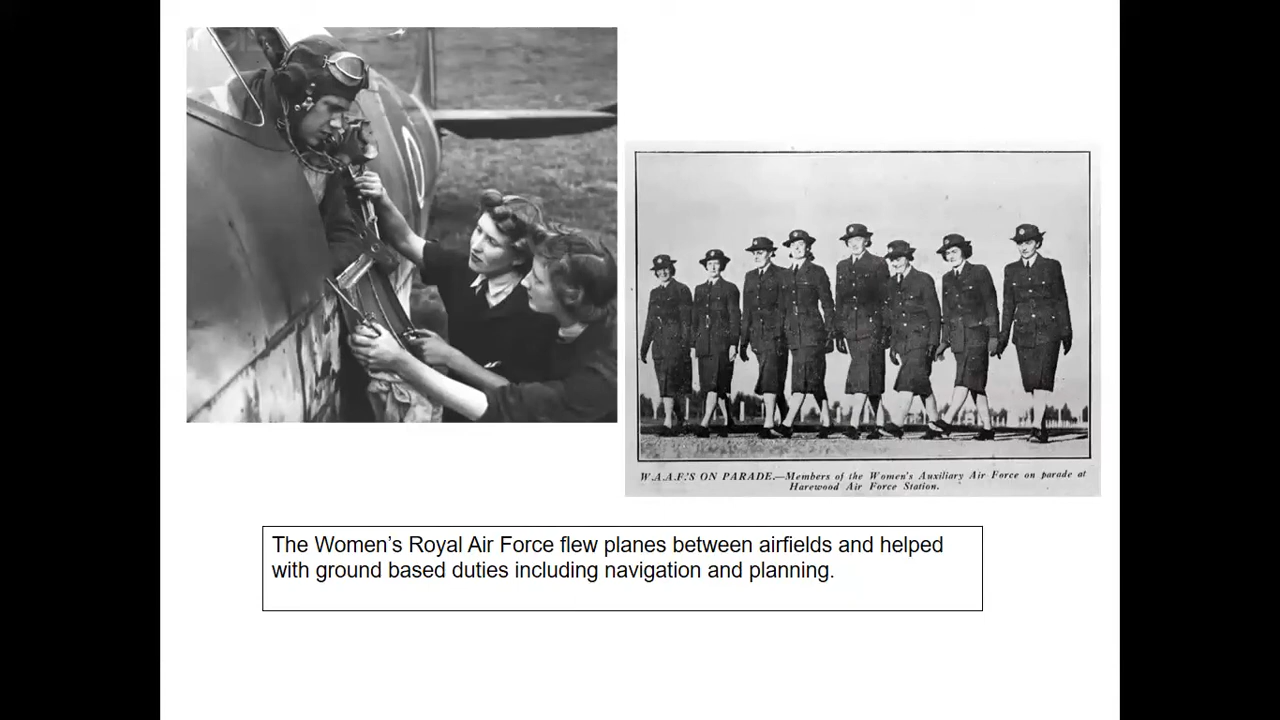 W.A.A.F.'S ON PARADE.—Members of the Women's Auxiliary Air Force on parade at
Harewood Air Force Station.
The Women’s Royal Air Force flew planes between airfields and helped
with ground based duties including navigation and planning.